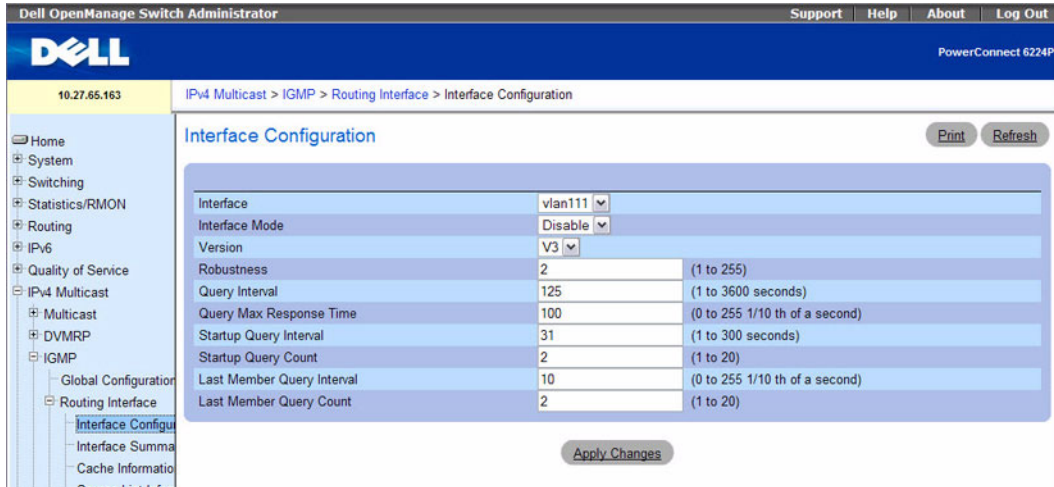 Dell OpenManage Switch Administrator
Support Help About Log Out
DELL
PowerConnect 6224P
10.27.65.163
IPv4 Multicast > IGMP > Routing Interface > Interface Configuration
Home
System
Switching
Statistics/RMON
Routing
IPv6
Quality of Service
IPv4 Multicast
Multicast
DVMRP
IGMP
Global Configuration
Routing Interface
Interface Configu
Interface Summa
Cache Informatio
Interface Configuration
Print Refresh
Interface vlan111
Interface Mode Disable
Version V3
Robustness 2 (1 to 255)
Query Interval 125 (1 to 3600 seconds)
Query Max Response Time 100 (0 to 255 1/10 th of a second)
Startup Query Interval 31 (1 to 300 seconds)
Startup Query Count 2 (1 to 20)
Last Member Query Interval 10 (0 to 255 1/10 th of a second)
Last Member Query Count 2 (1 to 20)
Apply Changes